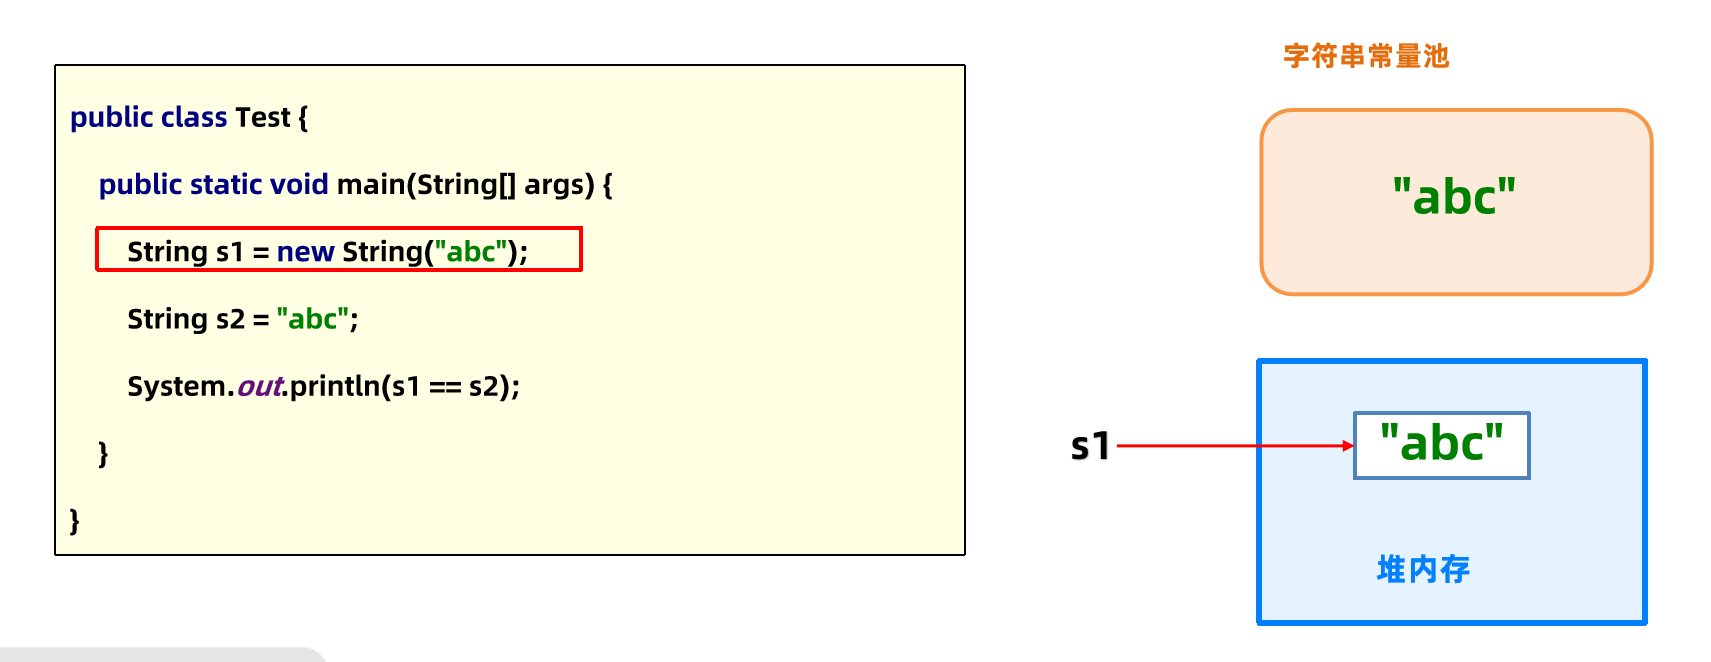 public class Test {
public static void main(String[] args) {
String s1 = new String("abc");
String s2 = "abc";
System.out.println(s1 == s2);
}
}
字符串常量池
"abc"
s1
"abc"
堆内存